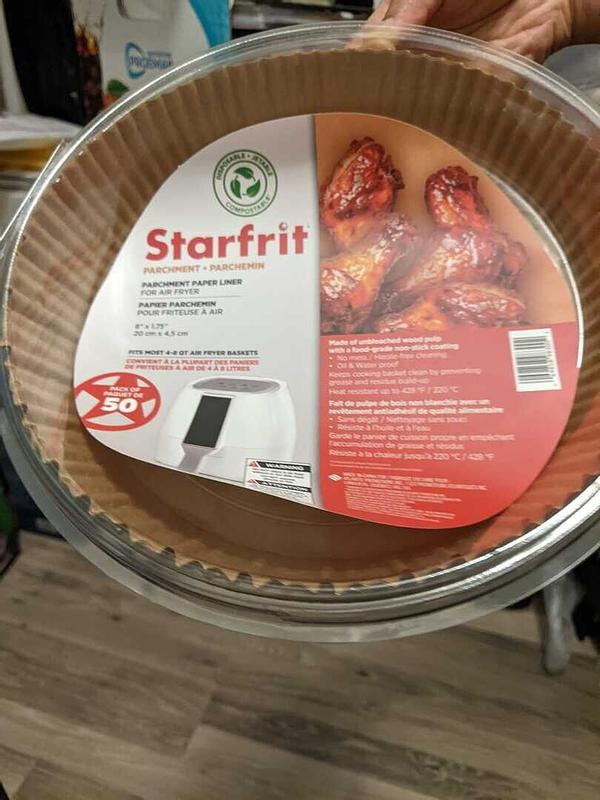 DISPOSABLE • JETABLE
COMPOSTABLE
Starfrit
PARCHMENT • PARCHEMIN
PARCHMENT PAPER LINER
FOR AIR FRYER
PAPIER PARCHEMIN
POUR FRITEUSE À AIR
8" x 1.75"
20 cm x 4,5 cm
FITS MOST 4-8 QT AIR FRYER BASKETS
CONVIENT À LA PLUPART DES PANIERS
DE FRITEUSES À AIR DE 4 À 8 LITRES
PACK OF
PAQUET DE
50
WARNING
ATTENTION
Made of unbleached wood pulp
with a food-grade non-stick coating
• No mess / Hassle-free cleaning
• Oil & Water proof
Keeps cooking basket clean by preventing
grease and residue build-up
Heat resistant up to 428 °F / 220 °C
Fait de pulpe de bois non blanchie avec un
revêtement antiadhésif de qualité alimentaire
• Sans dégât / Nettoyage sans souci
• Résiste à l'huile et à l'eau
Garde le panier de cuisson propre en empêchant
l'accumulation de graisse et résidus
Résiste à la chaleur jusqu'à 220 °C / 428 °F